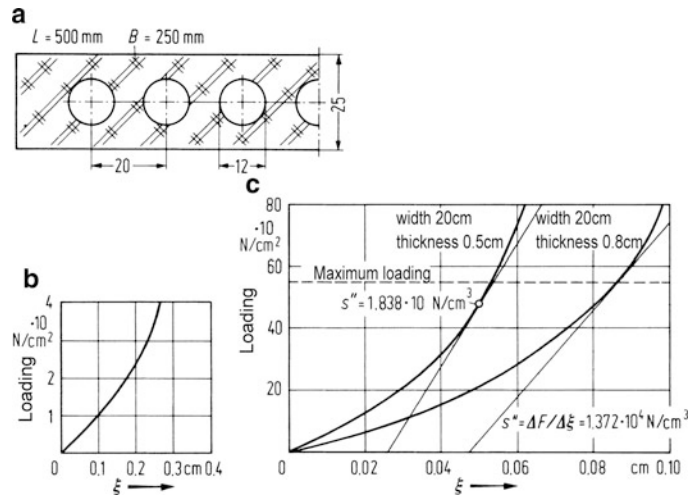 a
L = 500 mm B = 250 mm
25
20
12
b
4
·10
N/cm²
2
1
Loading
0
0.1
0.2
0.3 cm 0.4
ξ
c
80
·10
N/cm²
60
40
20
Loading
width 20cm
thickness 0.5cm
width 20cm
thickness 0.8cm
Maximum loading
s″ = 1.838·10 N/cm³
s″ = ΔF/Δξ = 1.372·10⁴ N/cm³
0
0.02
0.04
0.06
0.08
cm 0.10
ξ